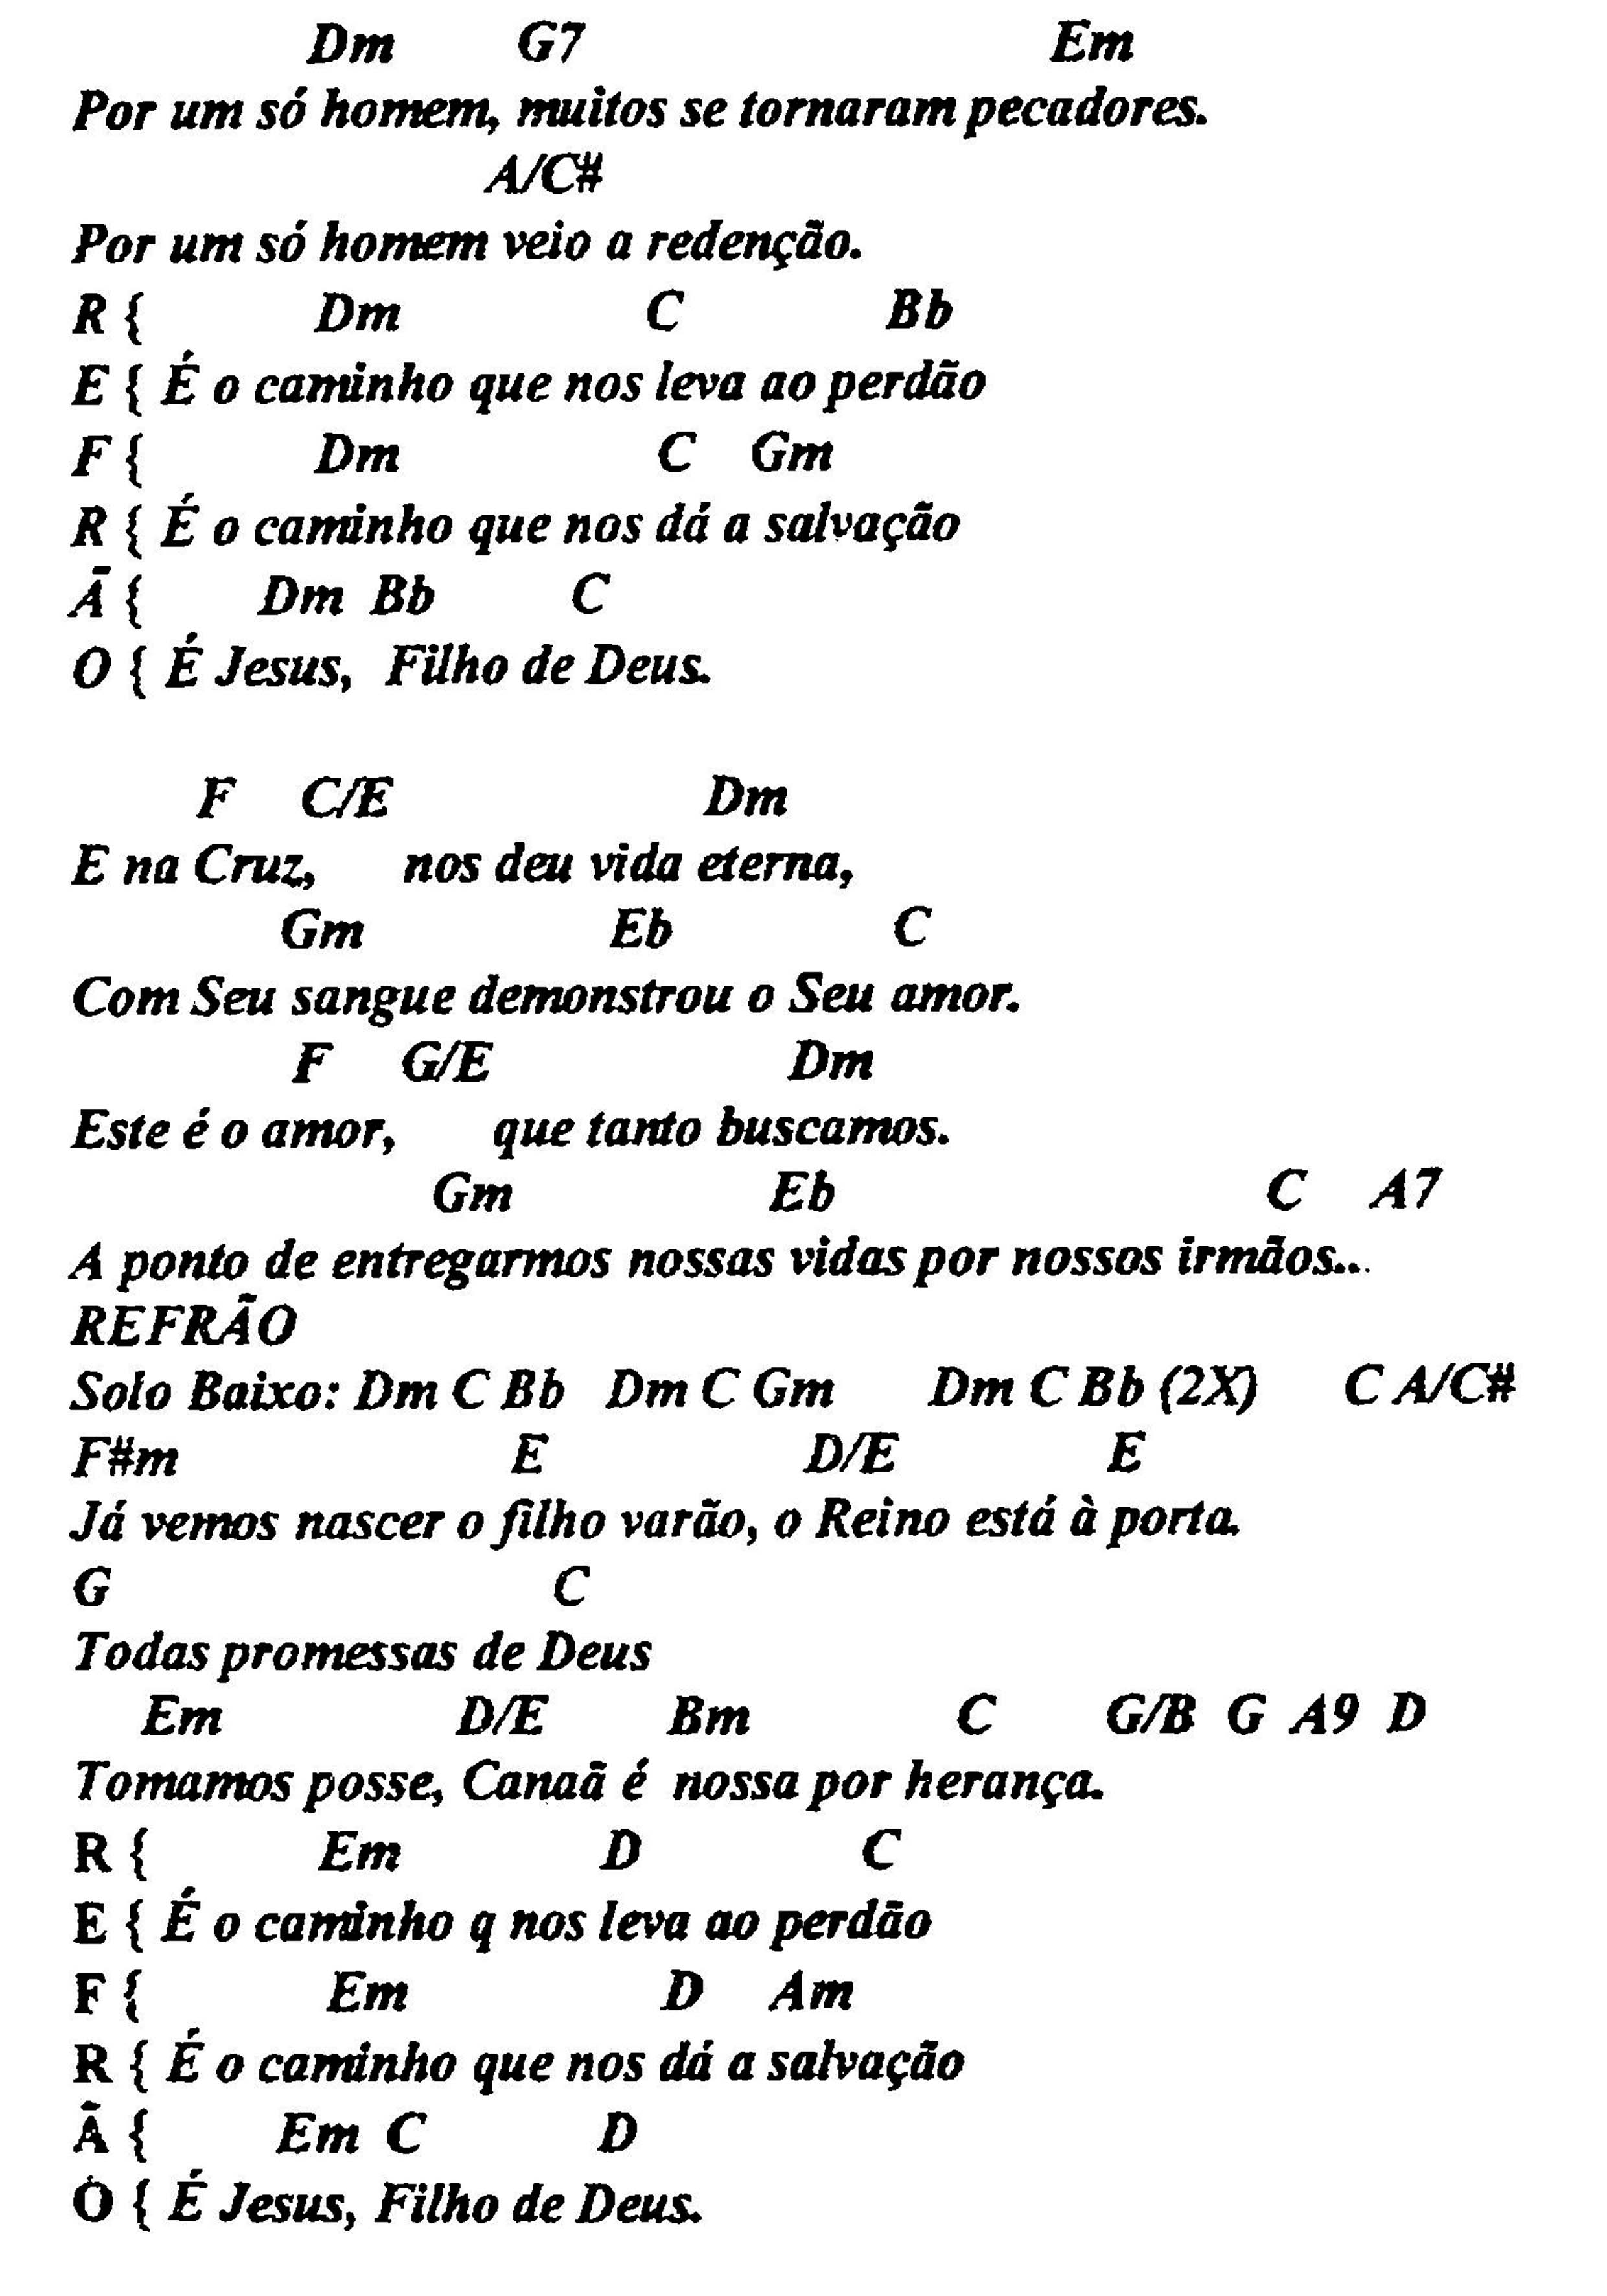 Dm G7 Em
Por um só homem, muitos se tornaram pecadores.
A/C#
Por um só homem veio a redenção.
R { Dm C Bb
E { É o caminho que nos leva ao perdão
F { Dm C Gm
R { É o caminho que nos dá a salvação
Ã { Dm Bb C
O { É Jesus, Filho de Deus.
F C/E Dm
E na Cruz, nos deu vida eterna,
Gm Eb C
Com Seu sangue demonstrou o Seu amor.
F G/E Dm
Este é o amor, que tanto buscamos.
Gm Eb C A7
A ponto de entregarmos nossas vidas por nossos irmãos...
REFRÃO
Solo Baixo: Dm C Bb Dm C Gm Dm C Bb (2X) C A/C#
F#m E D/E E
Já vemos nascer o filho varão, o Reino está à porta.
G C
Todas promessas de Deus
Em D/E Bm C G/B G A9 D
Tomamos posse, Canaã é nossa por herança.
R { Em D C
E { É o caminho q nos leva ao perdão
F { Em D Am
R { É o caminho que nos dá a salvação
Ã { Em C D
O { É Jesus, Filho de Deus.